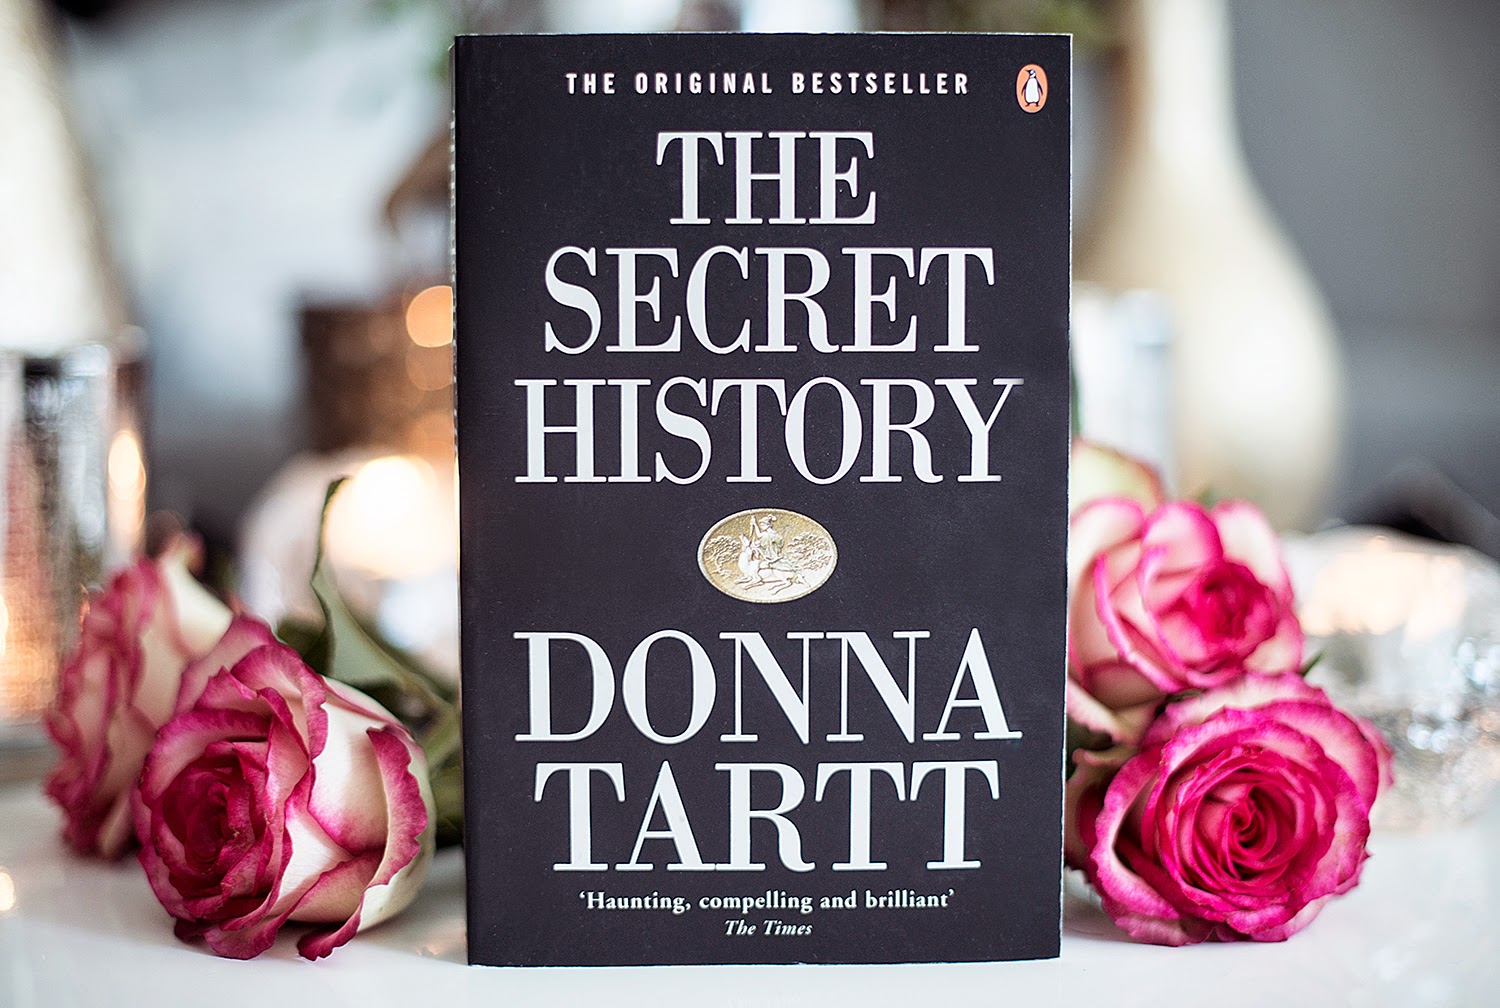 THE ORIGINAL BESTSELLER
THE
SECRET
HISTORY
DONNA
TARTT
‘Haunting, compelling and brilliant’
The Times